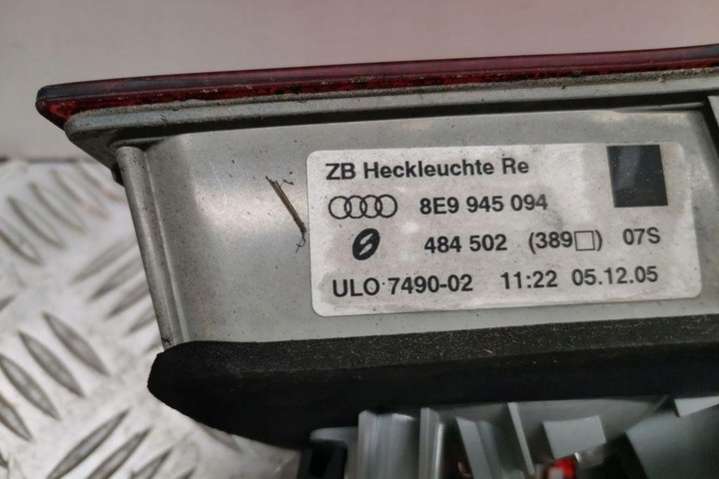 ZB Heckleuchte Re
8E9 945 094
484 502 (389□) 07S
ULO 7490-02 11:22 05.12.05